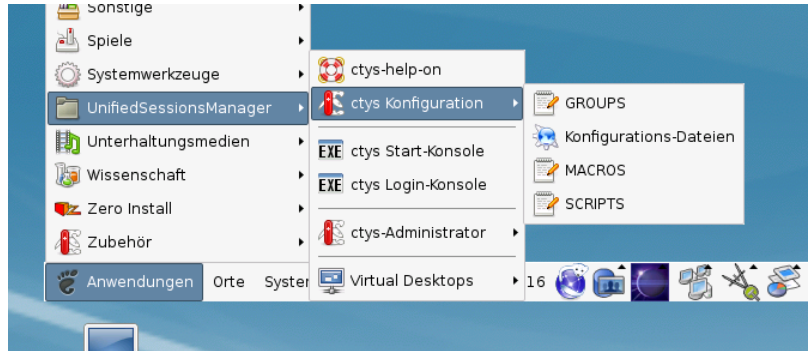 Sonstige
Spiele
Systemwerkzeuge
UnifiedSessionsManager
Unterhaltungsmedien
Wissenschaft
Zero Install
Zubehör
Anwendungen
Orte
System
ctys-help-on
ctys Konfiguration
EXE ctys Start-Konsole
EXE ctys Login-Konsole
ctys-Administrator
Virtual Desktops
GROUPS
Konfigurations-Dateien
MACROS
SCRIPTS
16